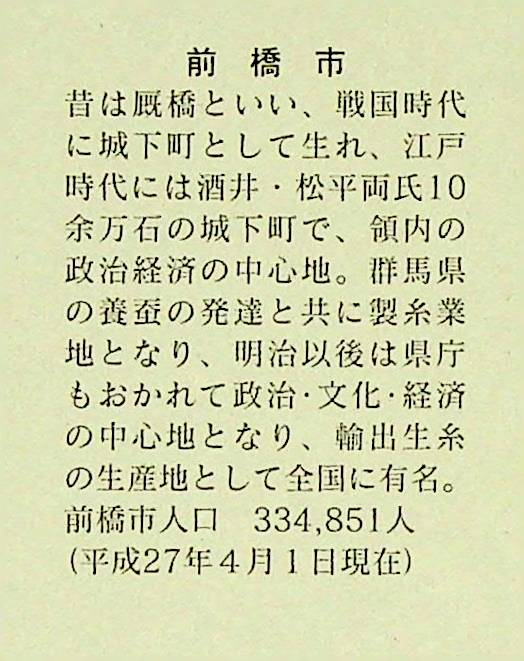 前橋市
昔は厩橋といい、戦国時代
に城下町として生れ、江戸
時代には酒井・松平両氏10
余万石の城下町で、領内の
政治経済の中心地。群馬県
の養蚕の発達と共に製糸業
地となり、明治以後は県庁
もおかれて政治・文化・経済
の中心地となり、輸出生糸
の生産地として全国に有名。
前橋市人口　334,851人
(平成27年４月１日現在)